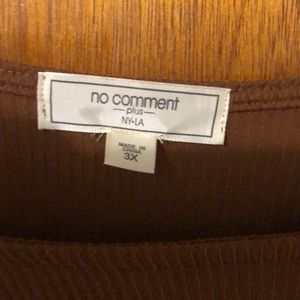 no comment
plus
NY-LA
MADE IN
CHINA
3X